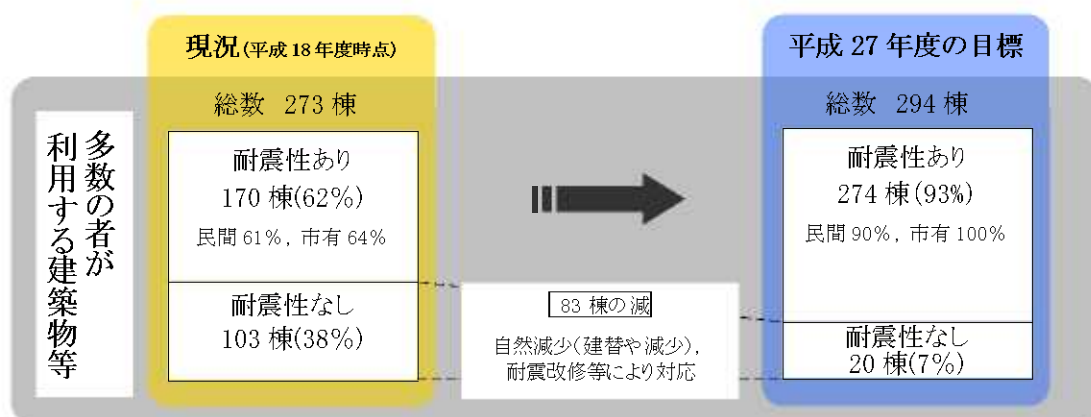 多数の者が
利用する建築物等
現況(平成18年度時点)
総数 273棟
耐震性あり
170棟(62%)
民間61%, 市有64%
耐震性なし
103棟(38%)
83棟の減
自然減少(建替や減少),
耐震改修等により対応
平成27年度の目標
総数 294棟
耐震性あり
274棟(93%)
民間90%, 市有100%
耐震性なし
20棟(7%)